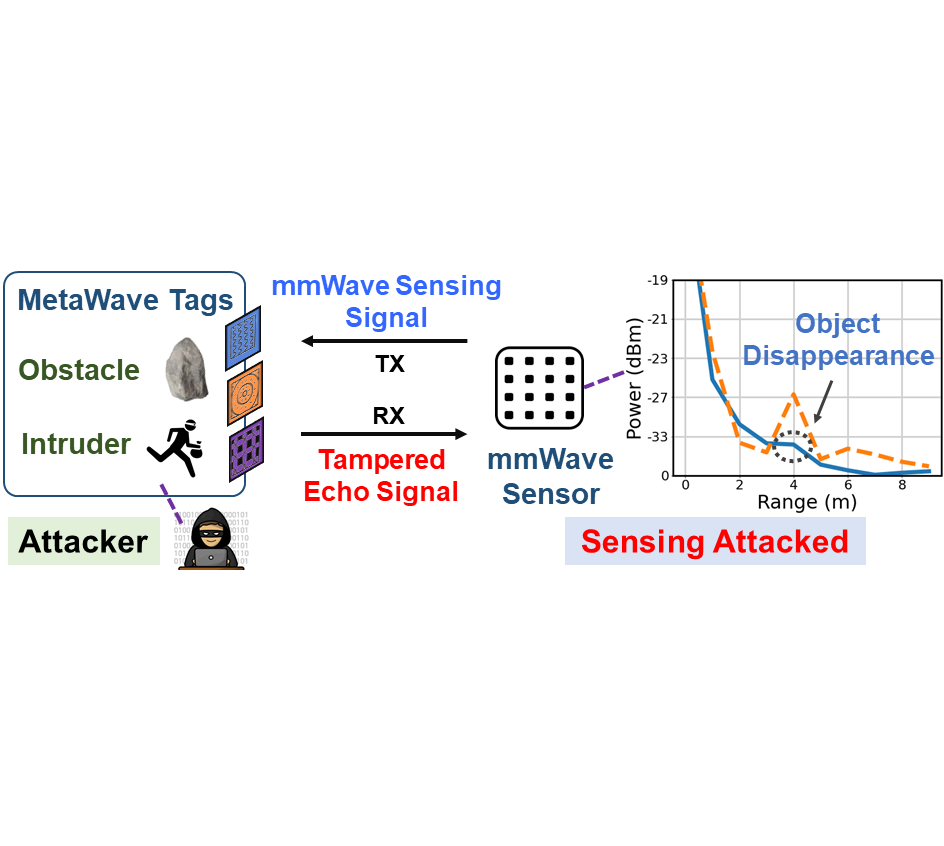 MetaWave Tags
Obstacle
Intruder
Attacker
mmWave Sensing
Signal
TX
RX
Tampered
Echo Signal
mmWave
Sensor
Power (dBm)
-19
-21
-23
-27
-33
0
Object
Disappearance
0 2 4 6 8
Range (m)
Sensing Attacked